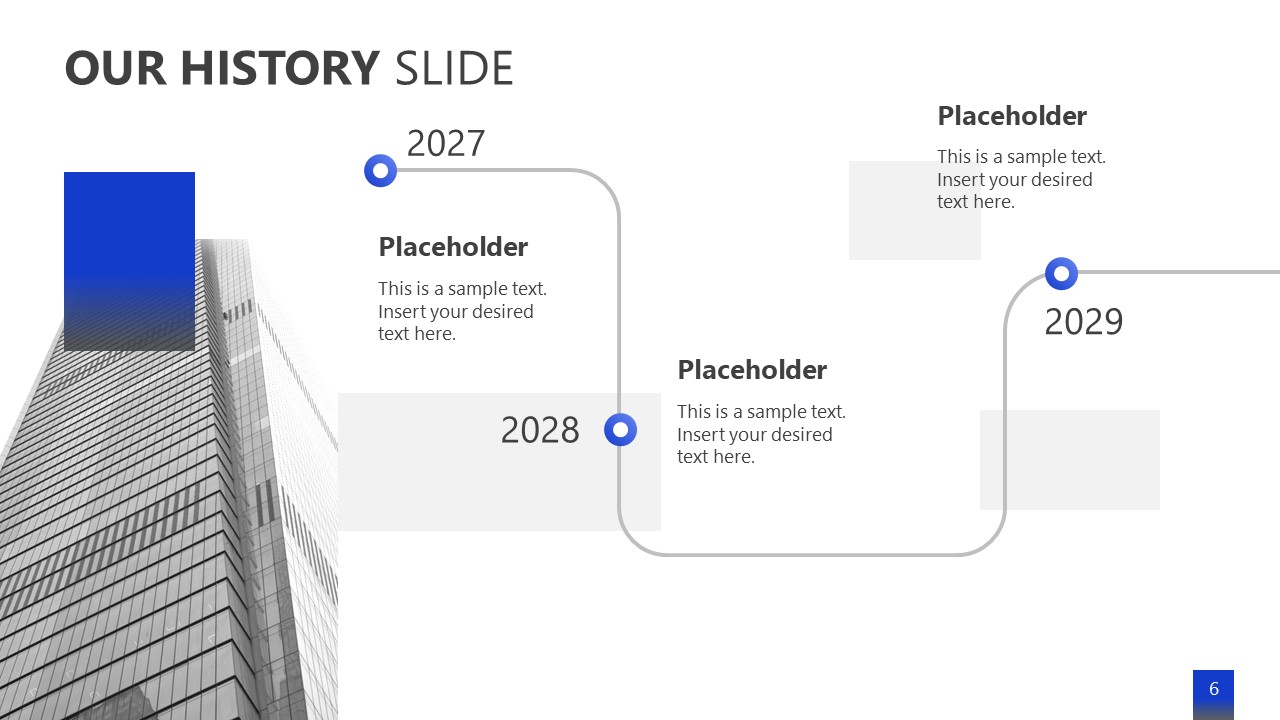 OUR HISTORY SLIDE
2027
Placeholder
This is a sample text.
Insert your desired
text here.
2028
Placeholder
This is a sample text.
Insert your desired
text here.
Placeholder
This is a sample text.
Insert your desired
text here.
2029
6